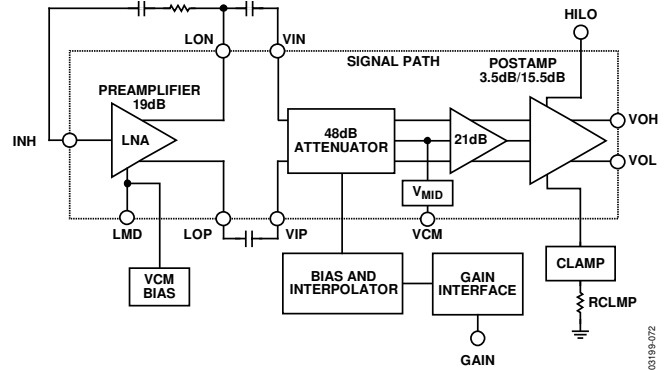 HILO
LON
VIN
SIGNAL PATH
POSTAMP
3.5dB/15.5dB
PREAMPLIFIER
19dB
INH
LNA
48dB
ATTENUATOR
21dB
VOH
VOL
VMID
LMD
LOP
VIP
VCM
VCM
BIAS
BIAS AND
INTERPOLATOR
GAIN
INTERFACE
CLAMP
RCLMP
GAIN
03199-072